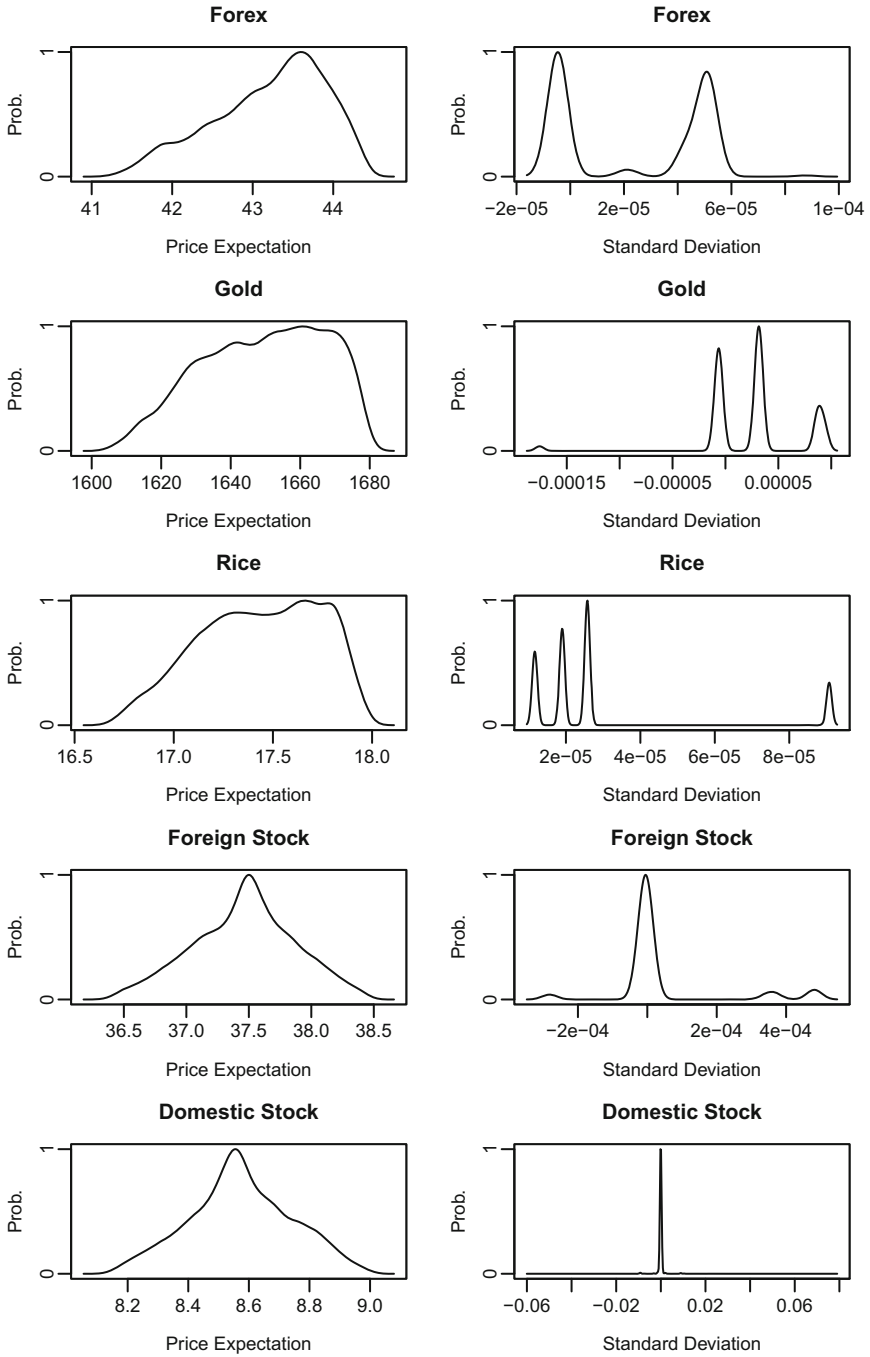 Forex
Prob.
0 1
41 42 43 44
Price Expectation
Forex
Prob.
0 1
−2e−05 2e−05 6e−05 1e−04
Standard Deviation
Gold
Prob.
0 1
1600 1620 1640 1660 1680
Price Expectation
Gold
Prob.
0 1
−0.00015 −0.00005 0.00005
Standard Deviation
Rice
Prob.
0 1
16.5 17.0 17.5 18.0
Price Expectation
Rice
Prob.
0 1
2e−05 4e−05 6e−05 8e−05
Standard Deviation
Foreign Stock
Prob.
0 1
36.5 37.0 37.5 38.0 38.5
Price Expectation
Foreign Stock
Prob.
0 1
−2e−04 2e−04 4e−04
Standard Deviation
Domestic Stock
Prob.
0 1
8.2 8.4 8.6 8.8 9.0
Price Expectation
Domestic Stock
Prob.
0 1
−0.06 −0.02 0.02 0.06
Standard Deviation